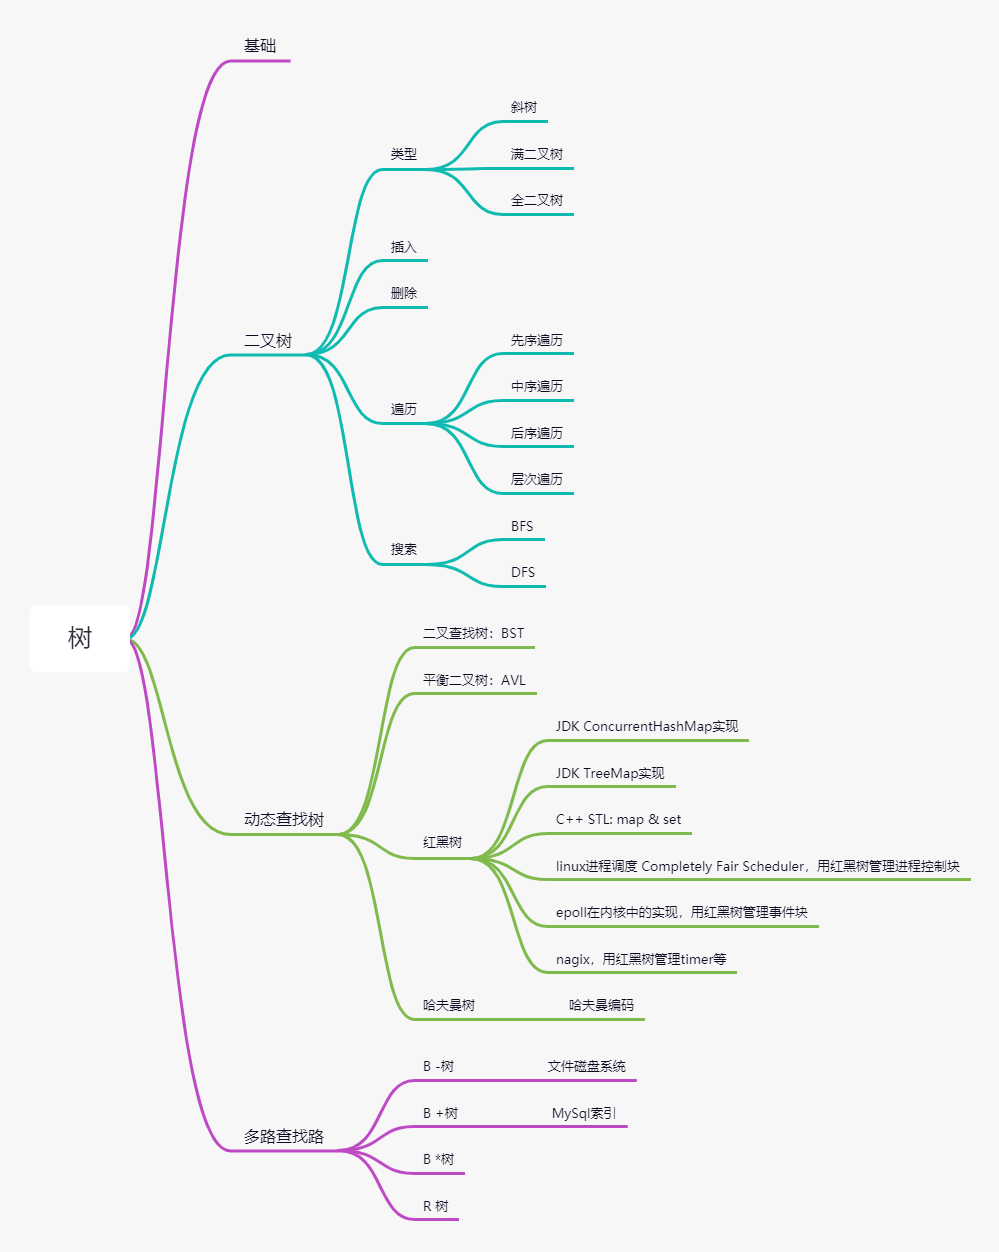 树
基础
二叉树
类型
斜树
满二叉树
全二叉树
插入
删除
遍历
先序遍历
中序遍历
后序遍历
层次遍历
搜索
BFS
DFS
动态查找树
二叉查找树：BST
平衡二叉树：AVL
红黑树
JDK ConcurrentHashMap实现
JDK TreeMap实现
C++ STL: map & set
linux进程调度 Completely Fair Scheduler，用红黑树管理进程控制块
epoll在内核中的实现，用红黑树管理事件块
nagix，用红黑树管理timer等
哈夫曼树
哈夫曼编码
多路查找路
B -树
文件磁盘系统
B +树
MySql索引
B *树
R 树